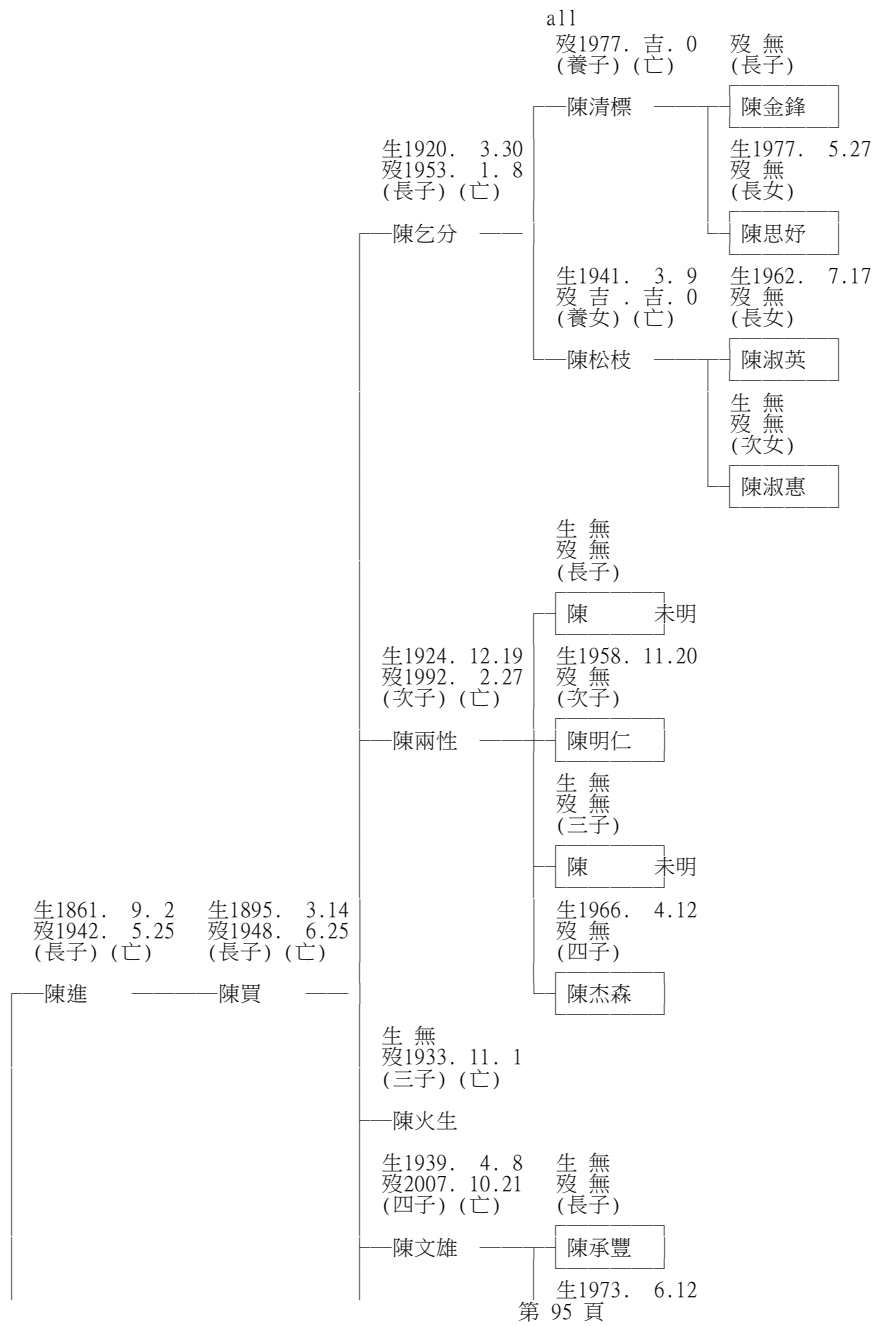 all
歿1977. 吉. 0 歿 無
(養子)(亡) (長子)
陳清標 陳金鋒
生1920. 3.30 生1977. 5.27
歿1953. 1. 8 歿 無
(長子)(亡) (長女)
陳乞分 陳思妤
生1941. 3. 9 生1962. 7.17
歿 吉 . 吉. 0 歿 無
(養女)(亡) (長女)
陳松枝 陳淑英
生 無
歿 無
(次女)
陳淑惠
生 無
歿 無
(長子)
陳 未明
生1924. 12.19 生1958. 11.20
歿1992. 2.27 歿 無
(次子)(亡) (次子)
陳兩性 陳明仁
生 無
歿 無
(三子)
陳 未明
生1861. 9. 2 生1895. 3.14 生1966. 4.12
歿1942. 5.25 歿1948. 6.25 歿 無
(長子)(亡) (長子)(亡) (四子)
陳進 陳買 陳杰森
生 無
歿1933. 11. 1
(三子)(亡)
陳火生
生1939. 4. 8 生 無
歿2007. 10.21 歿 無
(四子)(亡) (長子)
陳文雄 陳承豐
生1973. 6.12
第 95 頁